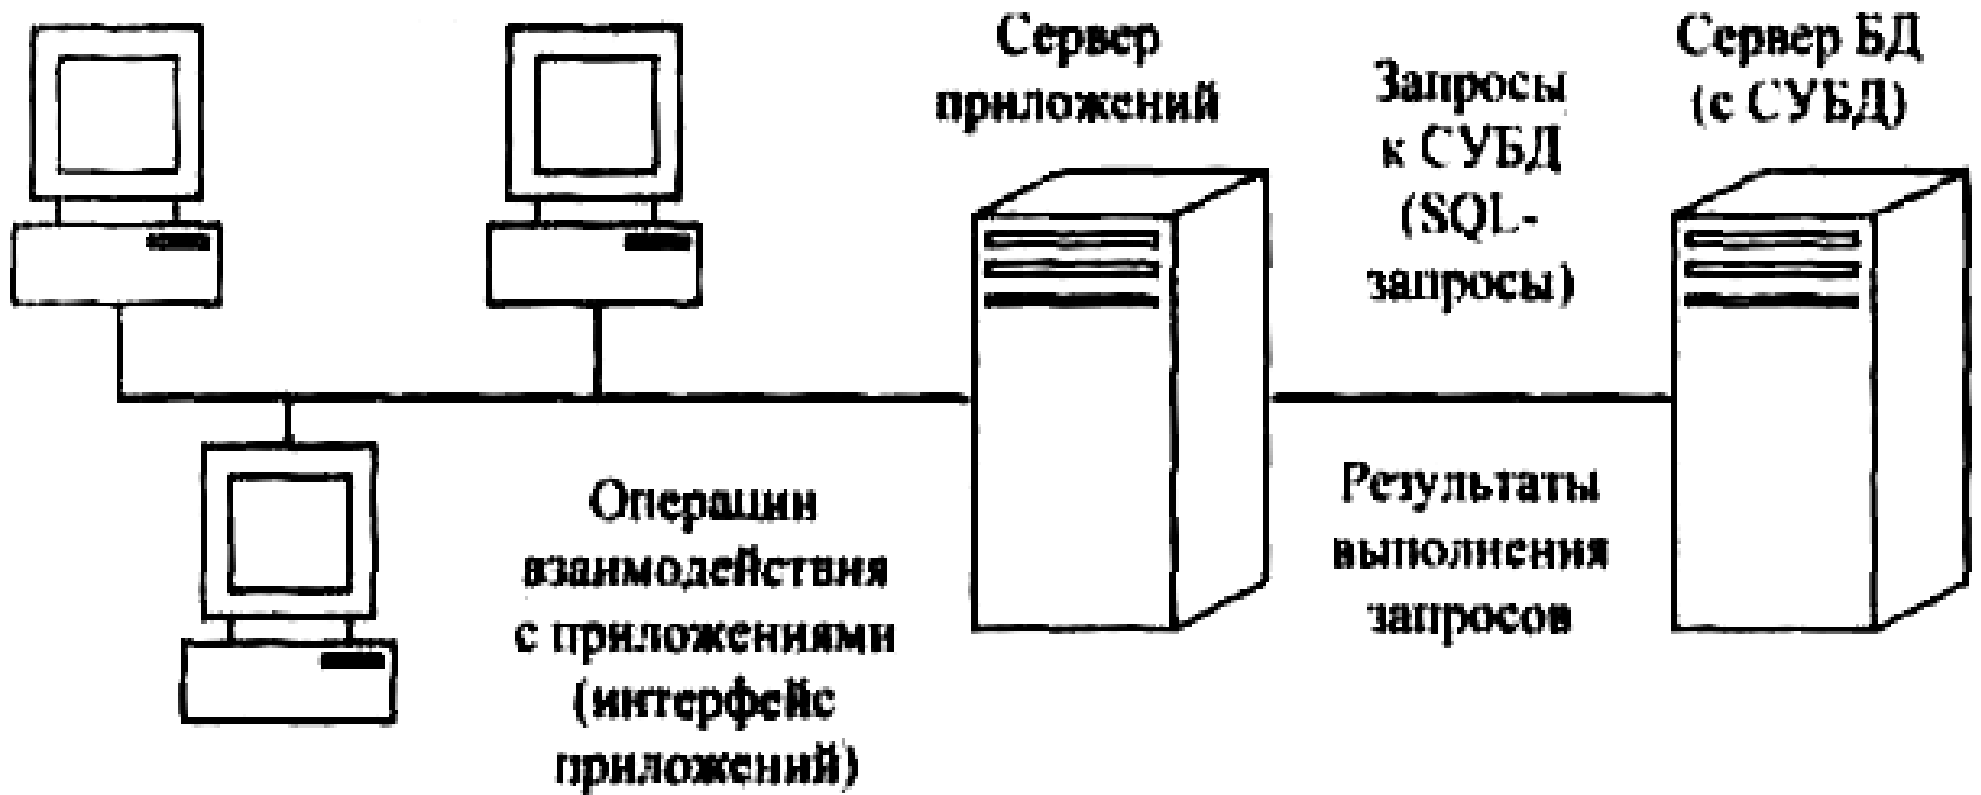 Сервер
приложений
Запросы
к СУБД
(SQL-
запросы)
Сервер БД
(с СУБД)
Операции
взаимодействия
с приложениями
(интерфейс
приложений)
Результаты
выполнения
запросов